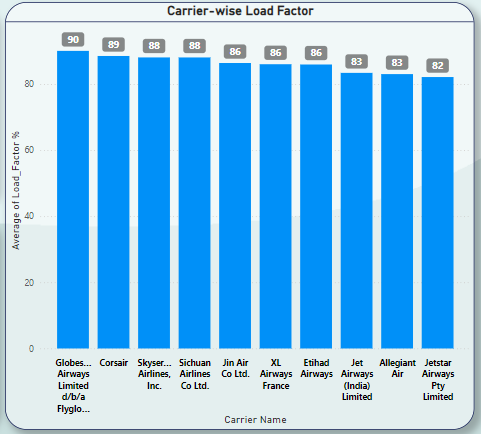 Carrier-wise Load Factor
90 89 88 88 86 86 86 83 83 82
Average of Load_Factor %
80
60
40
20
0
Globes...
Airways
Limited
d/b/a
Flyglo...
Corsair
Skyser...
Airlines,
Inc.
Sichuan
Airlines
Co Ltd.
Jin Air
Co Ltd.
XL
Airways
France
Etihad
Airways
Jet
Airways
(India)
Limited
Allegiant
Air
Jetstar
Airways
Pty
Limited
Carrier Name